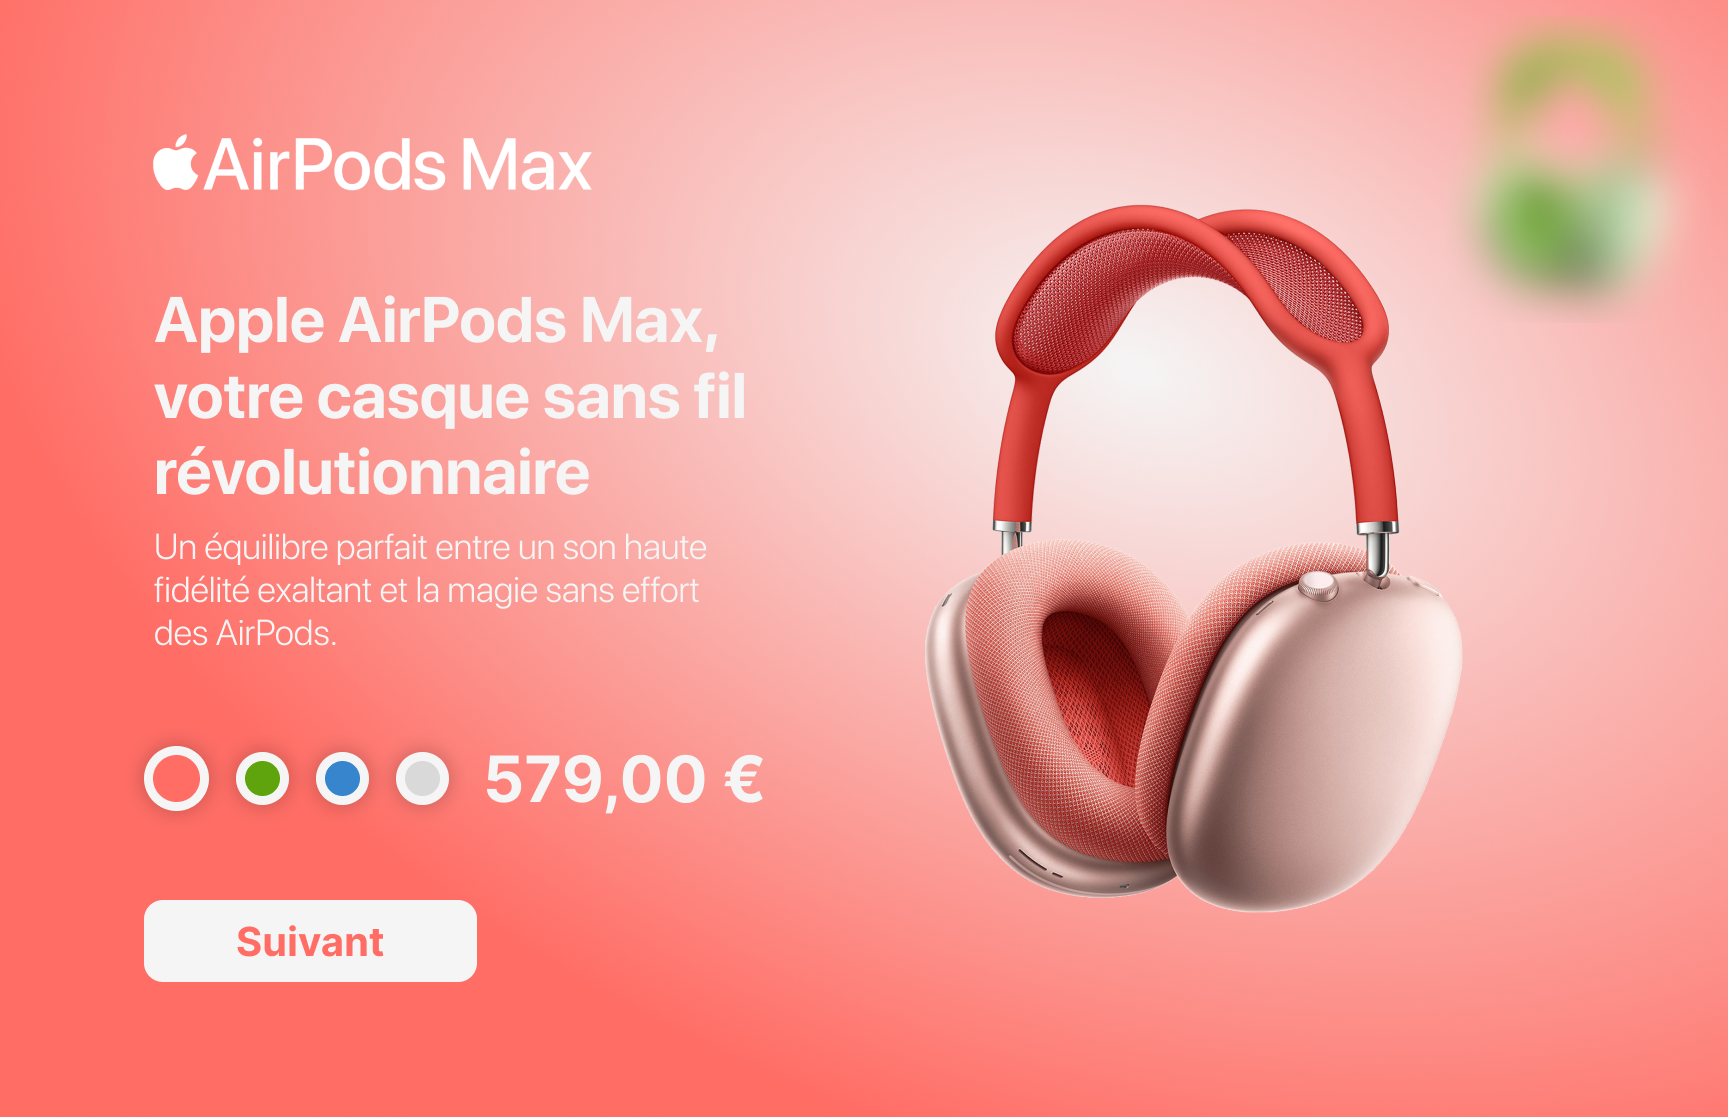 AirPods Max
Apple AirPods Max,
votre casque sans fil
révolutionnaire
Un équilibre parfait entre un son haute
fidélité exaltant et la magie sans effort
des AirPods.
579,00 €
Suivant